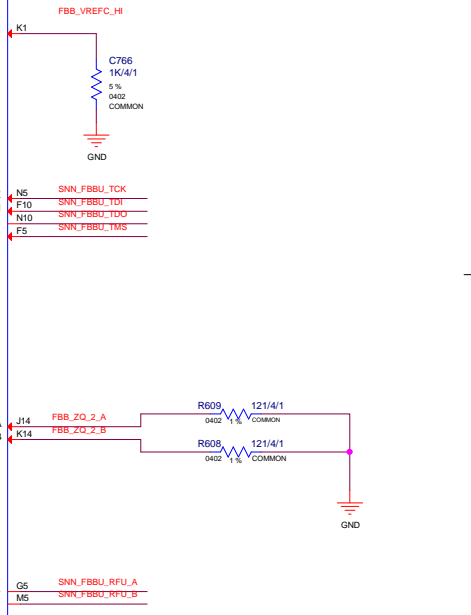 FBB_VREFC_HI
K1
C766
1K/4/1
5 %
0402
COMMON
GND
N5 SNN_FBBU_TCK
F10 SNN_FBBU_TDI
N10 SNN_FBBU_TDO
F5 SNN_FBBU_TMS
R609 121/4/1
0402 1 % COMMON
J14 FBB_ZQ_2_A
K14 FBB_ZQ_2_B
R608 121/4/1
0402 1 % COMMON
GND
G5 SNN_FBBU_RFU_A
M5 SNN_FBBU_RFU_B